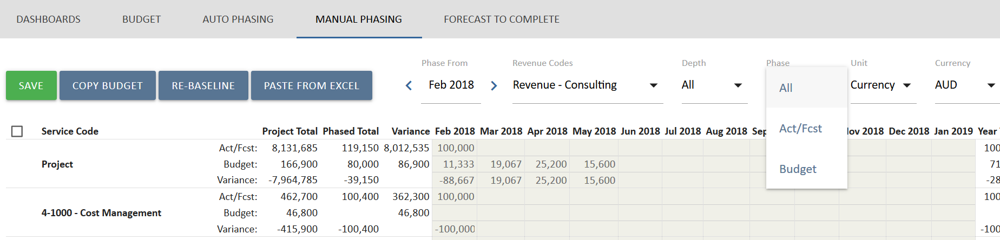 DASHBOARDS BUDGET AUTO PHASING MANUAL PHASING FORECAST TO COMPLETE
Phase From Revenue Codes Depth Phase Unit Currency
SAVE COPY BUDGET RE-BASELINE PASTE FROM EXCEL Feb 2018 Revenue - Consulting All All Currency AUD
Act/Fcst
Budget
Service Code Project Total Phased Total Variance Feb 2018 Mar 2018 Apr 2018 May 2018 Jun 2018 Jul 2018 Aug 2018 Sep ov 2018 Dec 2018 Jan 2019 Year
Act/Fcst: 8,131,685 119,150 8,012,535 100,000 100
Project Budget: 166,900 80,000 86,900 11,333 19,067 25,200 15,600 71
Variance: -7,964,785 -39,150 -88,667 19,067 25,200 15,600 -28
Act/Fcst: 462,700 100,400 362,300 100,000 100
4-1000 - Cost Management Budget: 46,800 46,800
Variance: -415,900 -100,400 -100,000 -100